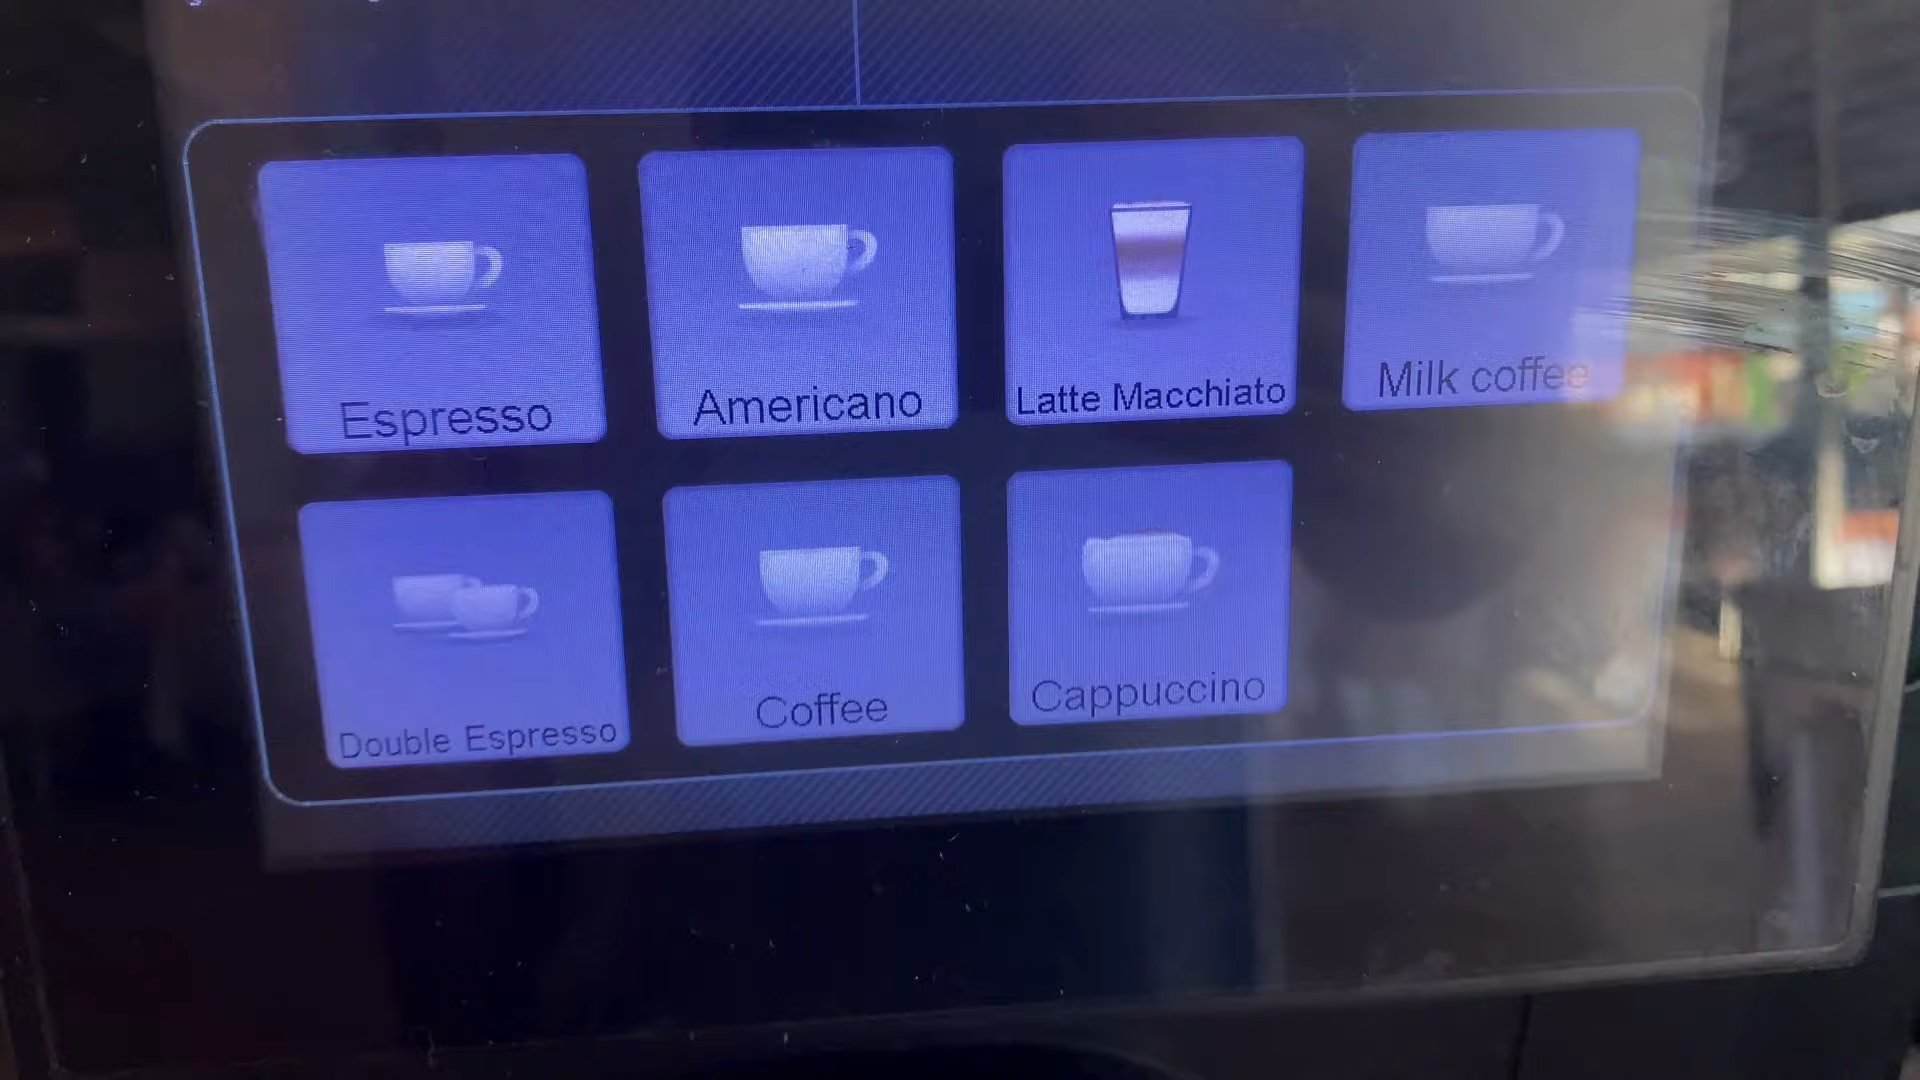 Espresso
Americano
Latte Macchiato
Milk coffee
Double Espresso
Coffee
Cappuccino